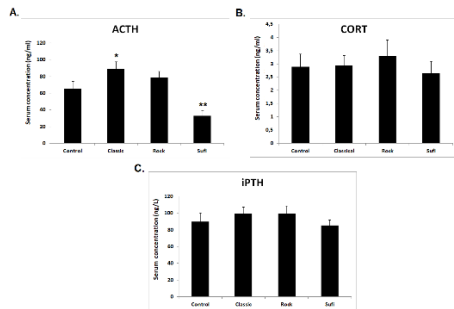 A.
ACTH
Serum concentration (ng/ml)
120
100
80
60
40
20
0
*
**
Control
Classic
Rock
Sufi
B.
CORT
Serum concentration (ng/ml)
4,5
4
3,5
3
2,5
2
1,5
1
0,5
0
Control
Classical
Rock
Sufi
C.
iPTH
Serum concentration (ng/L)
120
100
80
60
40
20
0
Control
Classic
Rock
Sufi